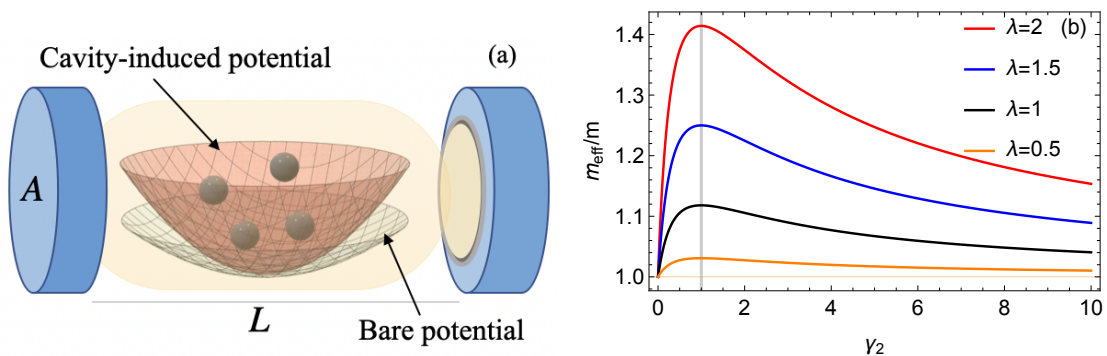 Cavity-induced potential
(a)
A
L
Bare potential
(b)
λ=2
λ=1.5
λ=1
λ=0.5
m_eff/m
1.4
1.3
1.2
1.1
1.0
0 2 4 6 8 10
γ₂